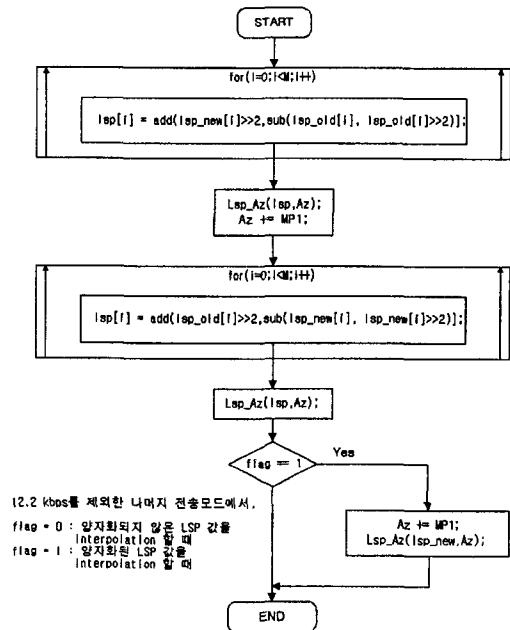 START
for(i=0;i<M;i++)
lsp[i] = add(lsp_new[i]>>2,sub(lsp_old[i], lsp_old[i]>>2)];
Lsp_Az(lsp,Az);
Az += MP1;
for(i=0;i<M;i++)
lsp[i] = add(lsp_old[i]>>2,sub(lsp_new[i], lsp_new[i]>>2)];
Lsp_Az(lsp,Az);
flag == 1
Yes
12.2 kbps를 제외한 나머지 전송모드에서,
flag = 0 : 양자화되지 않은 LSP 값을
Interpolation 할 때
flag = 1 : 양자화된 LSP 값을
Interpolation 할 때
Az += MP1;
Lsp_Az(lsp_new,Az);
END